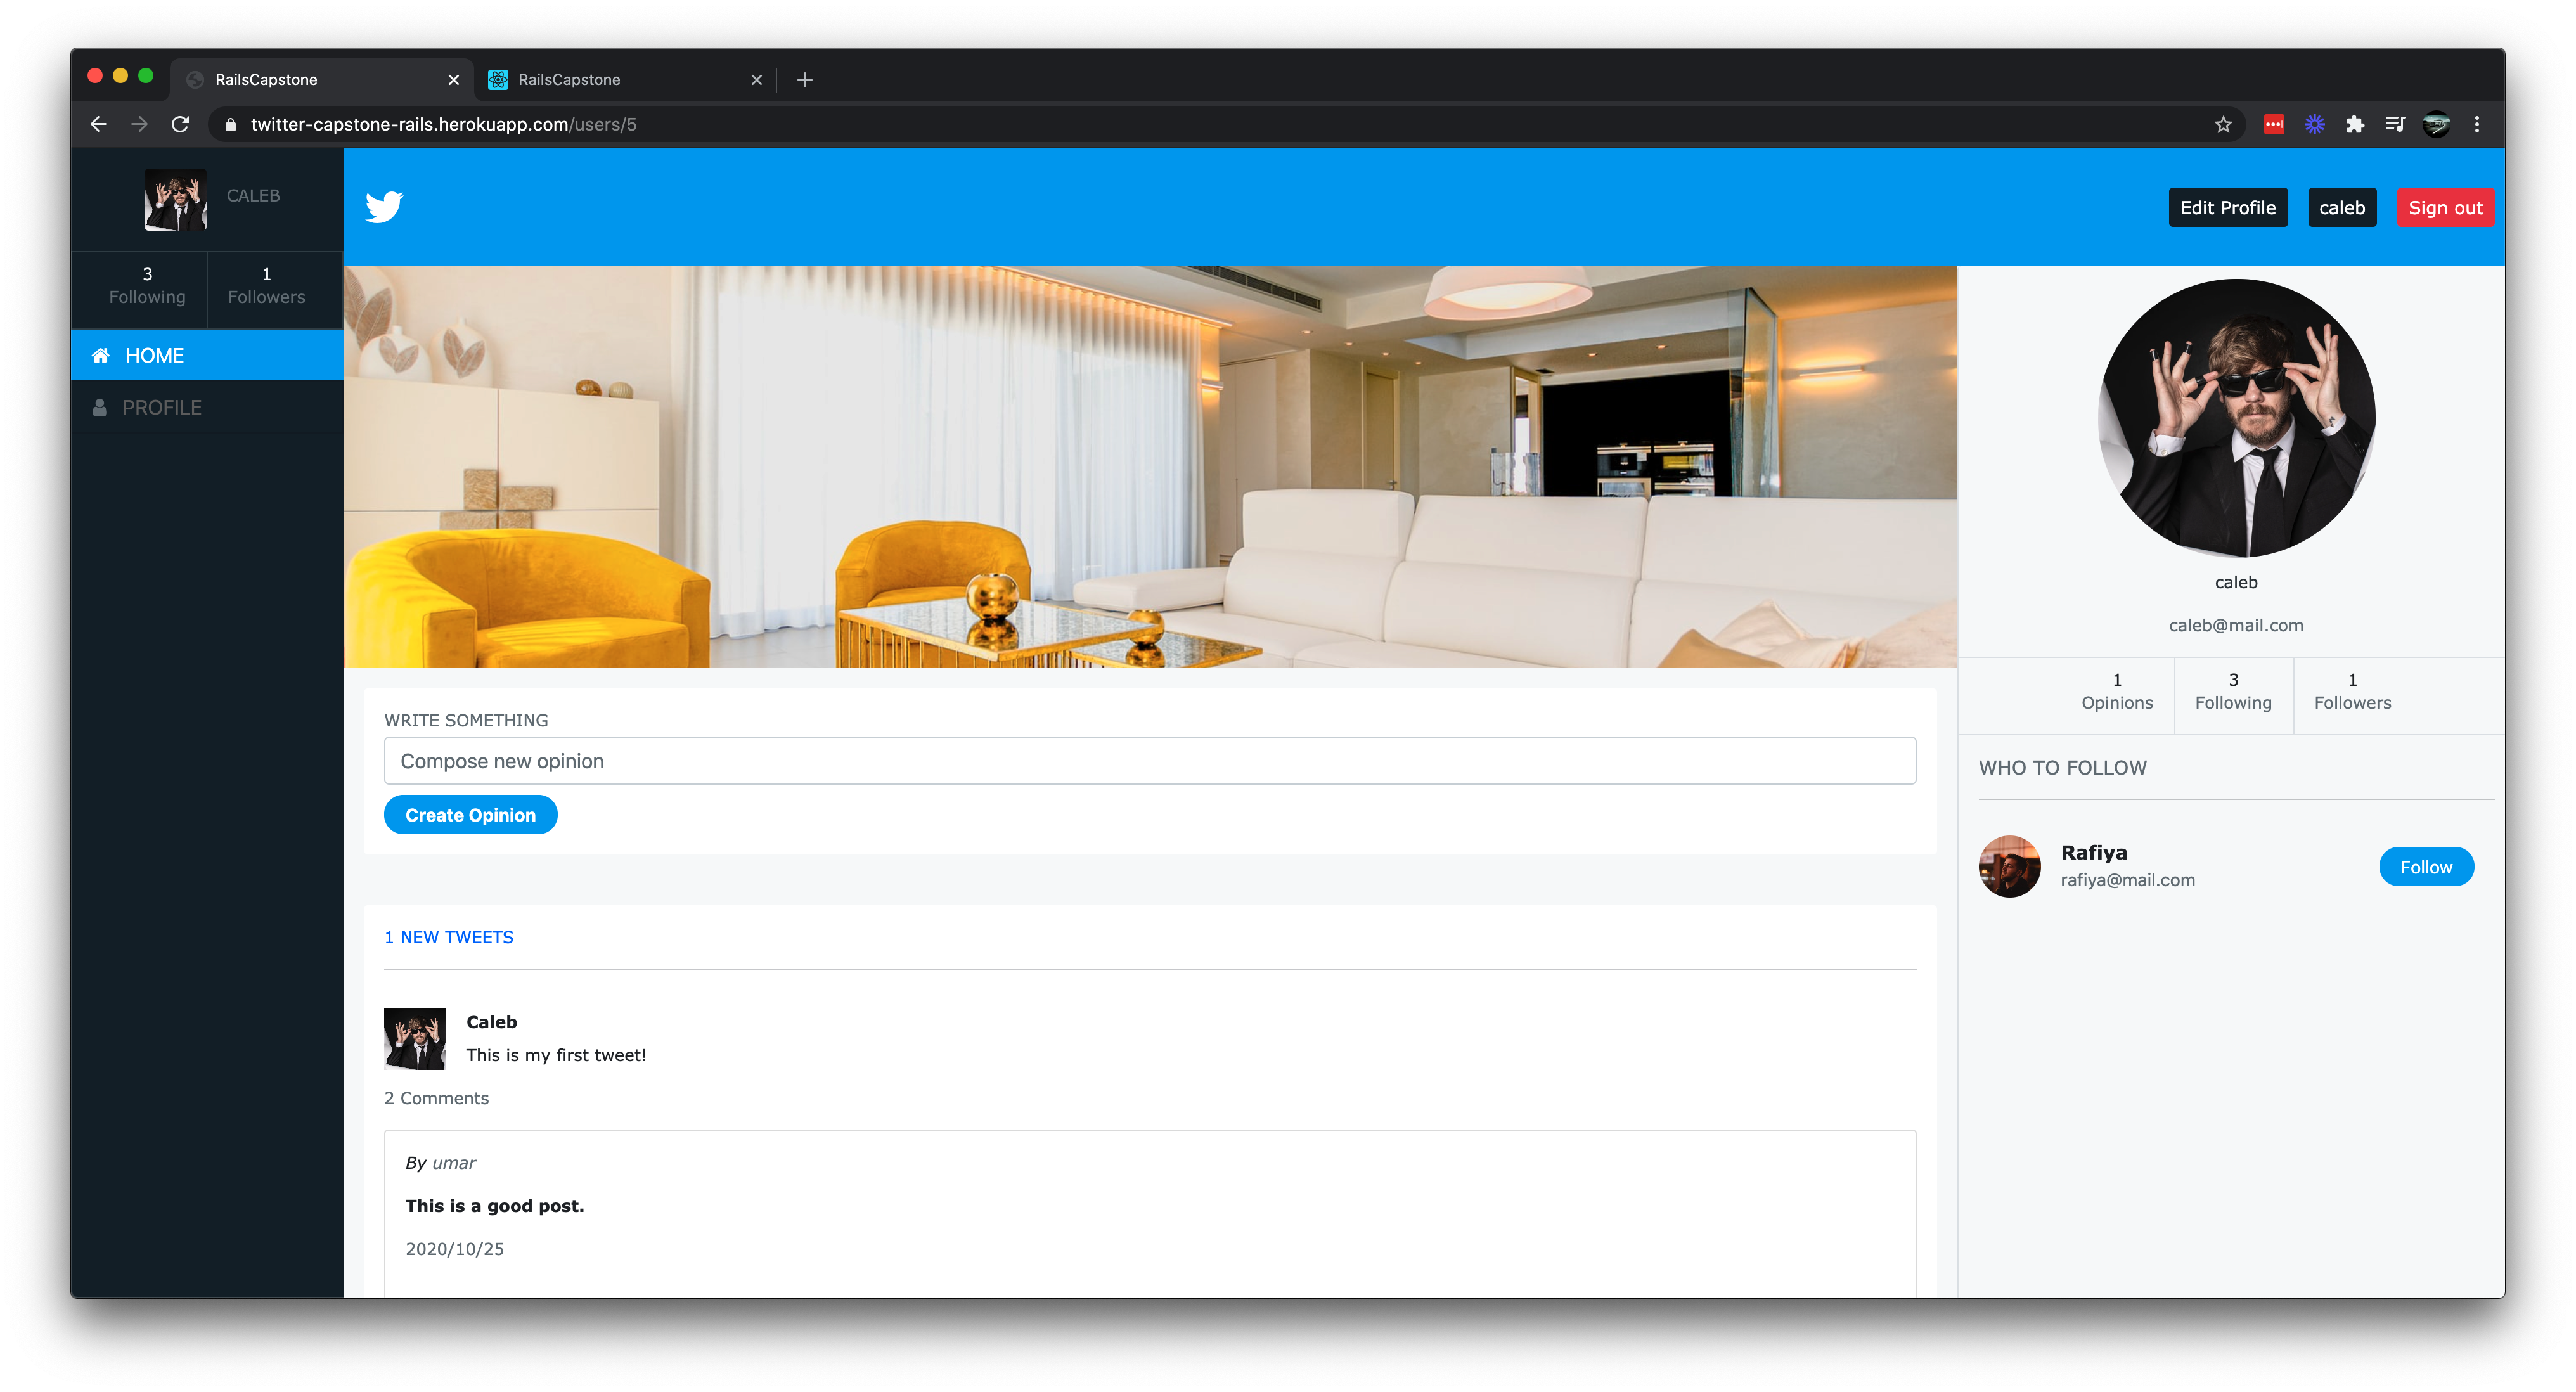 RailsCapstone
RailsCapstone
twitter-capstone-rails.herokuapp.com/users/5
CALEB
3
Following
1
Followers
HOME
PROFILE
Edit Profile
caleb
Sign out
WRITE SOMETHING
Compose new opinion
Create Opinion
1 NEW TWEETS
Caleb
This is my first tweet!
2 Comments
By umar
This is a good post.
2020/10/25
caleb
caleb@mail.com
1
Opinions
3
Following
1
Followers
WHO TO FOLLOW
Rafiya
rafiya@mail.com
Follow